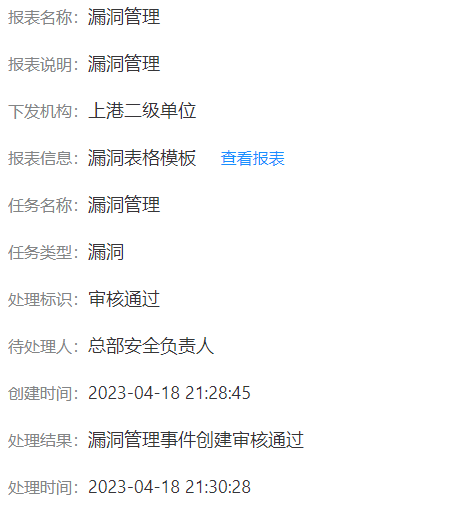 报表名称：漏洞管理
报表说明：漏洞管理
下发机构：上港二级单位
报表信息：漏洞表格模板 查看报表
任务名称：漏洞管理
任务类型：漏洞
处理标识：审核通过
待处理人：总部安全负责人
创建时间：2023-04-18 21:28:45
处理结果：漏洞管理事件创建审核通过
处理时间：2023-04-18 21:30:28